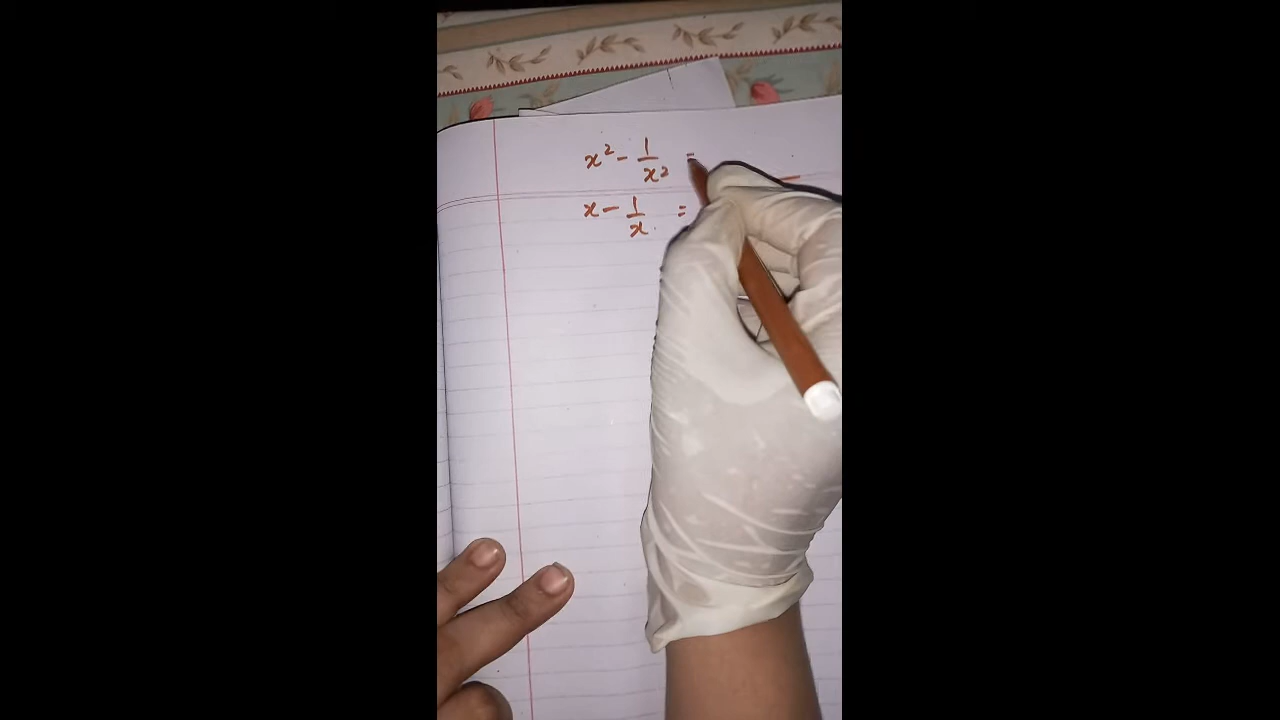 x² - 1/x² =
x - 1/x =